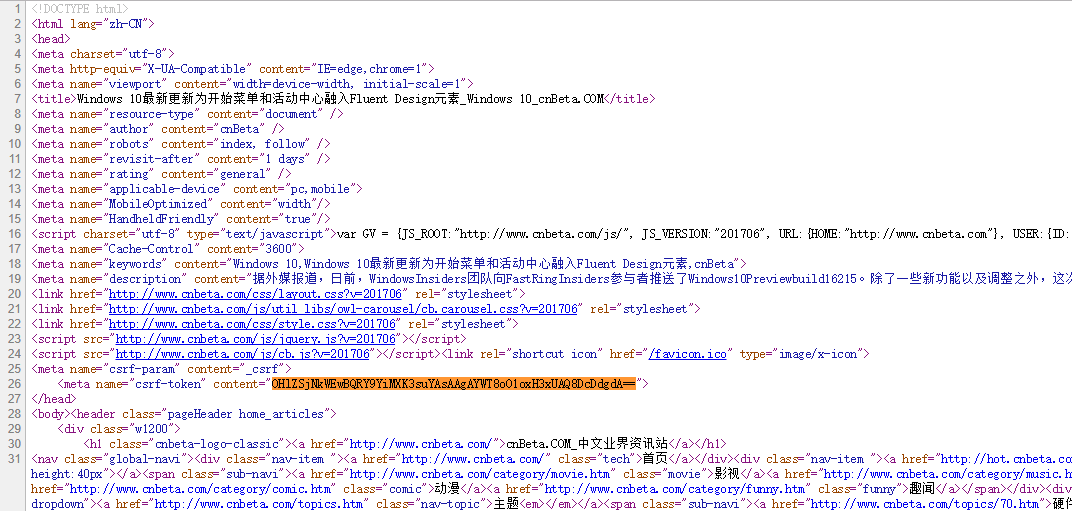 1 <!DOCTYPE html>
2 <html lang="zh-CN">
3 <head>
4 <meta charset="utf-8">
5 <meta http-equiv="X-UA-Compatible" content="IE=edge,chrome=1">
6 <meta name="viewport" content="width=device-width, initial-scale=1">
7 <title>Windows 10最新更新为开始菜单和活动中心融入Fluent Design元素_Windows 10_cnBeta.COM</title>
8 <meta name="resource-type" content="document" />
9 <meta name="author" content="cnBeta" />
10 <meta name="robots" content="index, follow" />
11 <meta name="revisit-after" content="1 days" />
12 <meta name="rating" content="general" />
13 <meta name="applicable-device" content="pc,mobile">
14 <meta name="MobileOptimized" content="width"/>
15 <meta name="HandheldFriendly" content="true"/>
16 <script charset="utf-8" type="text/javascript">var GV = {JS_ROOT:"http://www.cnbeta.com/js/", JS_VERSION:"201706", URL:{HOME:"http://www.cnbeta.com"}, USER:{ID:
17 <meta name="Cache-Control" content="3600">
18 <meta name="keywords" content="Windows 10,Windows 10最新更新为开始菜单和活动中心融入Fluent Design元素,cnBeta">
19 <meta name="description" content="据外媒报道，日前，WindowsInsiders团队向FastRingInsiders参与者推送了Windows10Previewbuild16215。除了一些新功能以及调整之外，这次
20 <link href="http://www.cnbeta.com/css/layout.css?v=201706" rel="stylesheet">
21 <link href="http://www.cnbeta.com/js/util_libs/owl-carousel/cb.carousel.css?v=201706" rel="stylesheet">
22 <link href="http://www.cnbeta.com/css/style.css?v=201706" rel="stylesheet">
23 <script src="http://www.cnbeta.com/js/jquery.js?v=201706"></script>
24 <script src="http://www.cnbeta.com/js/cb.js?v=201706"></script><link rel="shortcut icon" href="/favicon.ico" type="image/x-icon">
25 <meta name="csrf-param" content="_csrf">
26 <meta name="csrf-token" content="OHlZSjNkWEwBQRY9YiMXK3suYAsAAgAYWT8oO1oxH3xUAQ8DcDdgdA==">
27 </head>
28 <body><header class="pageHeader home_articles">
29 <div class="w1200">
30 <h1 class="cnbeta-logo-classic"><a href="http://www.cnbeta.com/">cnBeta.COM_中文业界资讯站</a></h1>
31 <nav class="global-navi"><div class="nav-item "><a href="http://www.cnbeta.com/" class="tech">首页</a></div><div class="nav-item "><a href="http://hot.cnbeta.com
height:40px"></a><span class="sub-navi"><a href="http://www.cnbeta.com/category/movie.htm" class="movie">影视</a><a href="http://www.cnbeta.com/category/music.h
href="http://www.cnbeta.com/category/comic.htm" class="comic">动漫</a><a href="http://www.cnbeta.com/category/funny.htm" class="funny">趣闻</a></span></div><div
dropdown"><a href="http://www.cnbeta.com/topics.htm" class="nav-topic">主题<em></em></a><span class="sub-navi"><a href="http://www.cnbeta.com/topics/70.htm">硬件